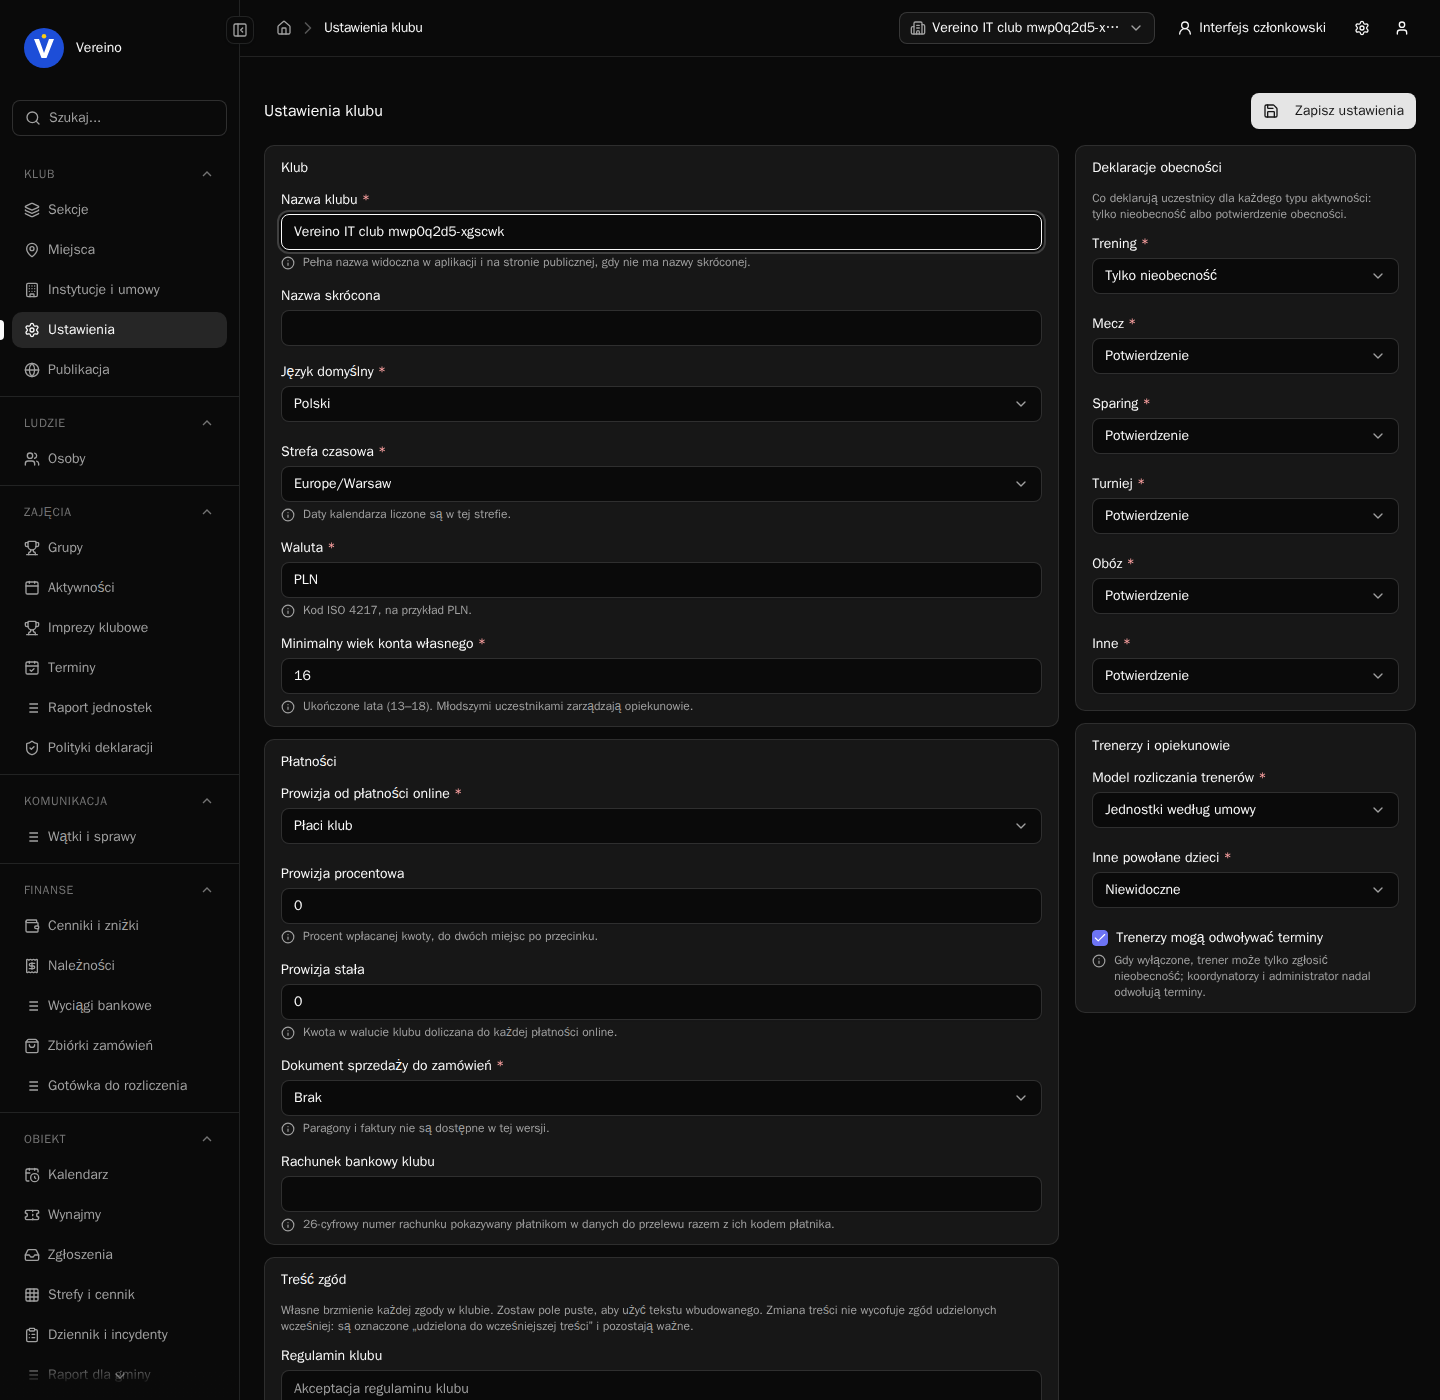 Vereino
Szukaj...
KLUB
Sekcje
Miejsca
Instytucje i umowy
Ustawienia
Publikacja
LUDZIE
Osoby
ZAJĘCIA
Grupy
Aktywności
Imprezy klubowe
Terminy
Raport jednostek
Polityki deklaracji
KOMUNIKACJA
Wątki i sprawy
FINANSE
Cenniki i zniżki
Należności
Wyciągi bankowe
Zbiórki zamówień
Gotówka do rozliczenia
OBIEKT
Kalendarz
Wynajmy
Zgłoszenia
Strefy i cennik
Dziennik i incydenty
Raport dla gminy
Ustawienia klubu
Vereino IT club mwp0q2d5-x···
Interfejs członkowski
Ustawienia klubu
Zapisz ustawienia
Klub
Nazwa klubu *
Vereino IT club mwp0q2d5-xgscwk
Pełna nazwa widoczna w aplikacji i na stronie publicznej, gdy nie ma nazwy skróconej.
Nazwa skrócona
Język domyślny *
Polski
Strefa czasowa *
Europe/Warsaw
Daty kalendarza liczone są w tej strefie.
Waluta *
PLN
Kod ISO 4217, na przykład PLN.
Minimalny wiek konta własnego *
16
Ukończone lata (13–18). Młodszymi uczestnikami zarządzają opiekunowie.
Płatności
Prowizja od płatności online *
Płaci klub
Prowizja procentowa
0
Procent wpłacanej kwoty, do dwóch miejsc po przecinku.
Prowizja stała
0
Kwota w walucie klubu doliczana do każdej płatności online.
Dokument sprzedaży do zamówień *
Brak
Paragony i faktury nie są dostępne w tej wersji.
Rachunek bankowy klubu
26-cyfrowy numer rachunku pokazywany płatnikom w danych do przelewu razem z ich kodem płatnika.
Treść zgód
Własne brzmienie każdej zgody w klubie. Zostaw pole puste, aby użyć tekstu wbudowanego. Zmiana treści nie wycofuje zgód udzielonych
wcześniej: są oznaczone „udzielona do wcześniejszej treści” i pozostają ważne.
Regulamin klubu
Akceptacja regulaminu klubu
Deklaracje obecności
Co deklarują uczestnicy dla każdego typu aktywności:
tylko nieobecność albo potwierdzenie obecności.
Trening *
Tylko nieobecność
Mecz *
Potwierdzenie
Sparing *
Potwierdzenie
Turniej *
Potwierdzenie
Obóz *
Potwierdzenie
Inne *
Potwierdzenie
Trenerzy i opiekunowie
Model rozliczania trenerów *
Jednostki według umowy
Inne powołane dzieci *
Niewidoczne
Trenerzy mogą odwoływać terminy
Gdy wyłączone, trener może tylko zgłosić
nieobecność; koordynatorzy i administrator nadal
odwołują terminy.